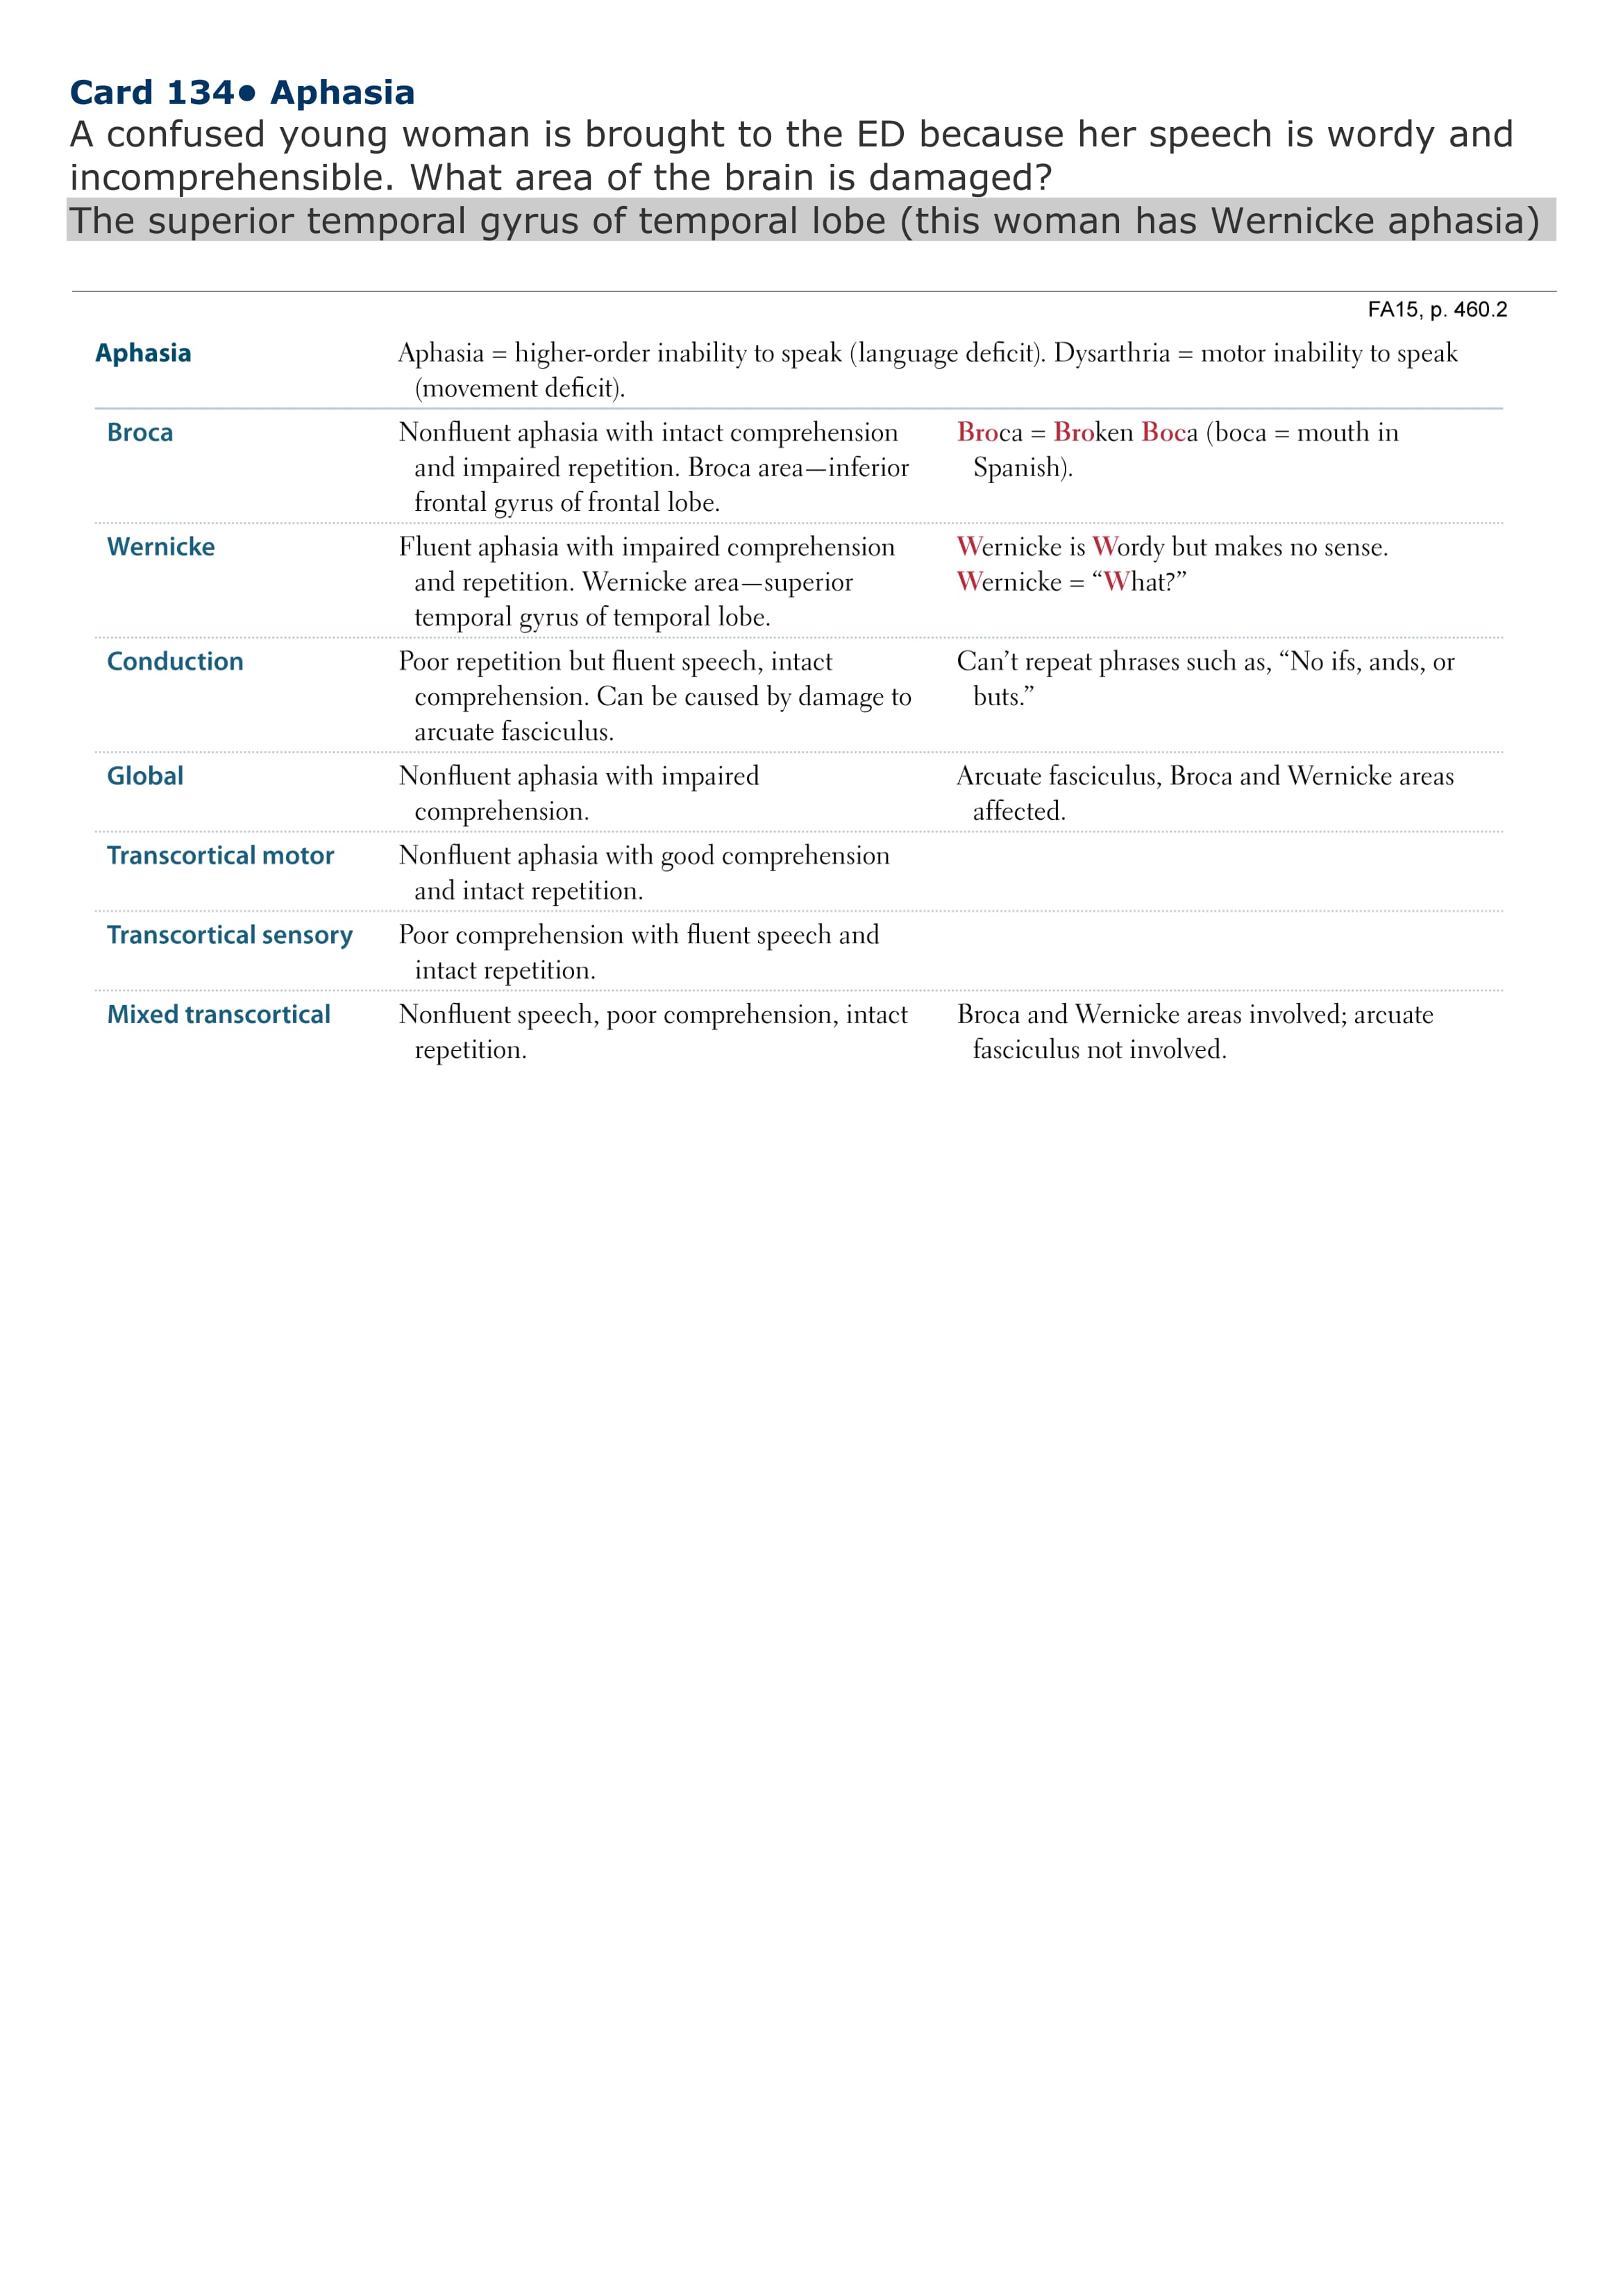 Card 134• Aphasia
A confused young woman is brought to the ED because her speech is wordy and
incomprehensible. What area of the brain is damaged?
The superior temporal gyrus of temporal lobe (this woman has Wernicke aphasia)
FA15, p. 460.2
Aphasia
Aphasia = higher-order inability to speak (language deficit). Dysarthria = motor inability to speak
(movement deficit).
Broca
Nonfluent aphasia with intact comprehension
and impaired repetition. Broca area—inferior
frontal gyrus of frontal lobe.
Broca = Broken Boca (boca = mouth in
Spanish).
Wernicke
Fluent aphasia with impaired comprehension
and repetition. Wernicke area—superior
temporal gyrus of temporal lobe.
Wernicke is Wordy but makes no sense.
Wernicke = “What?”
Conduction
Poor repetition but fluent speech, intact
comprehension. Can be caused by damage to
arcuate fasciculus.
Can’t repeat phrases such as, “No ifs, ands, or
buts.”
Global
Nonfluent aphasia with impaired
comprehension.
Arcuate fasciculus, Broca and Wernicke areas
affected.
Transcortical motor
Nonfluent aphasia with good comprehension
and intact repetition.
Transcortical sensory
Poor comprehension with fluent speech and
intact repetition.
Mixed transcortical
Nonfluent speech, poor comprehension, intact
repetition.
Broca and Wernicke areas involved; arcuate
fasciculus not involved.